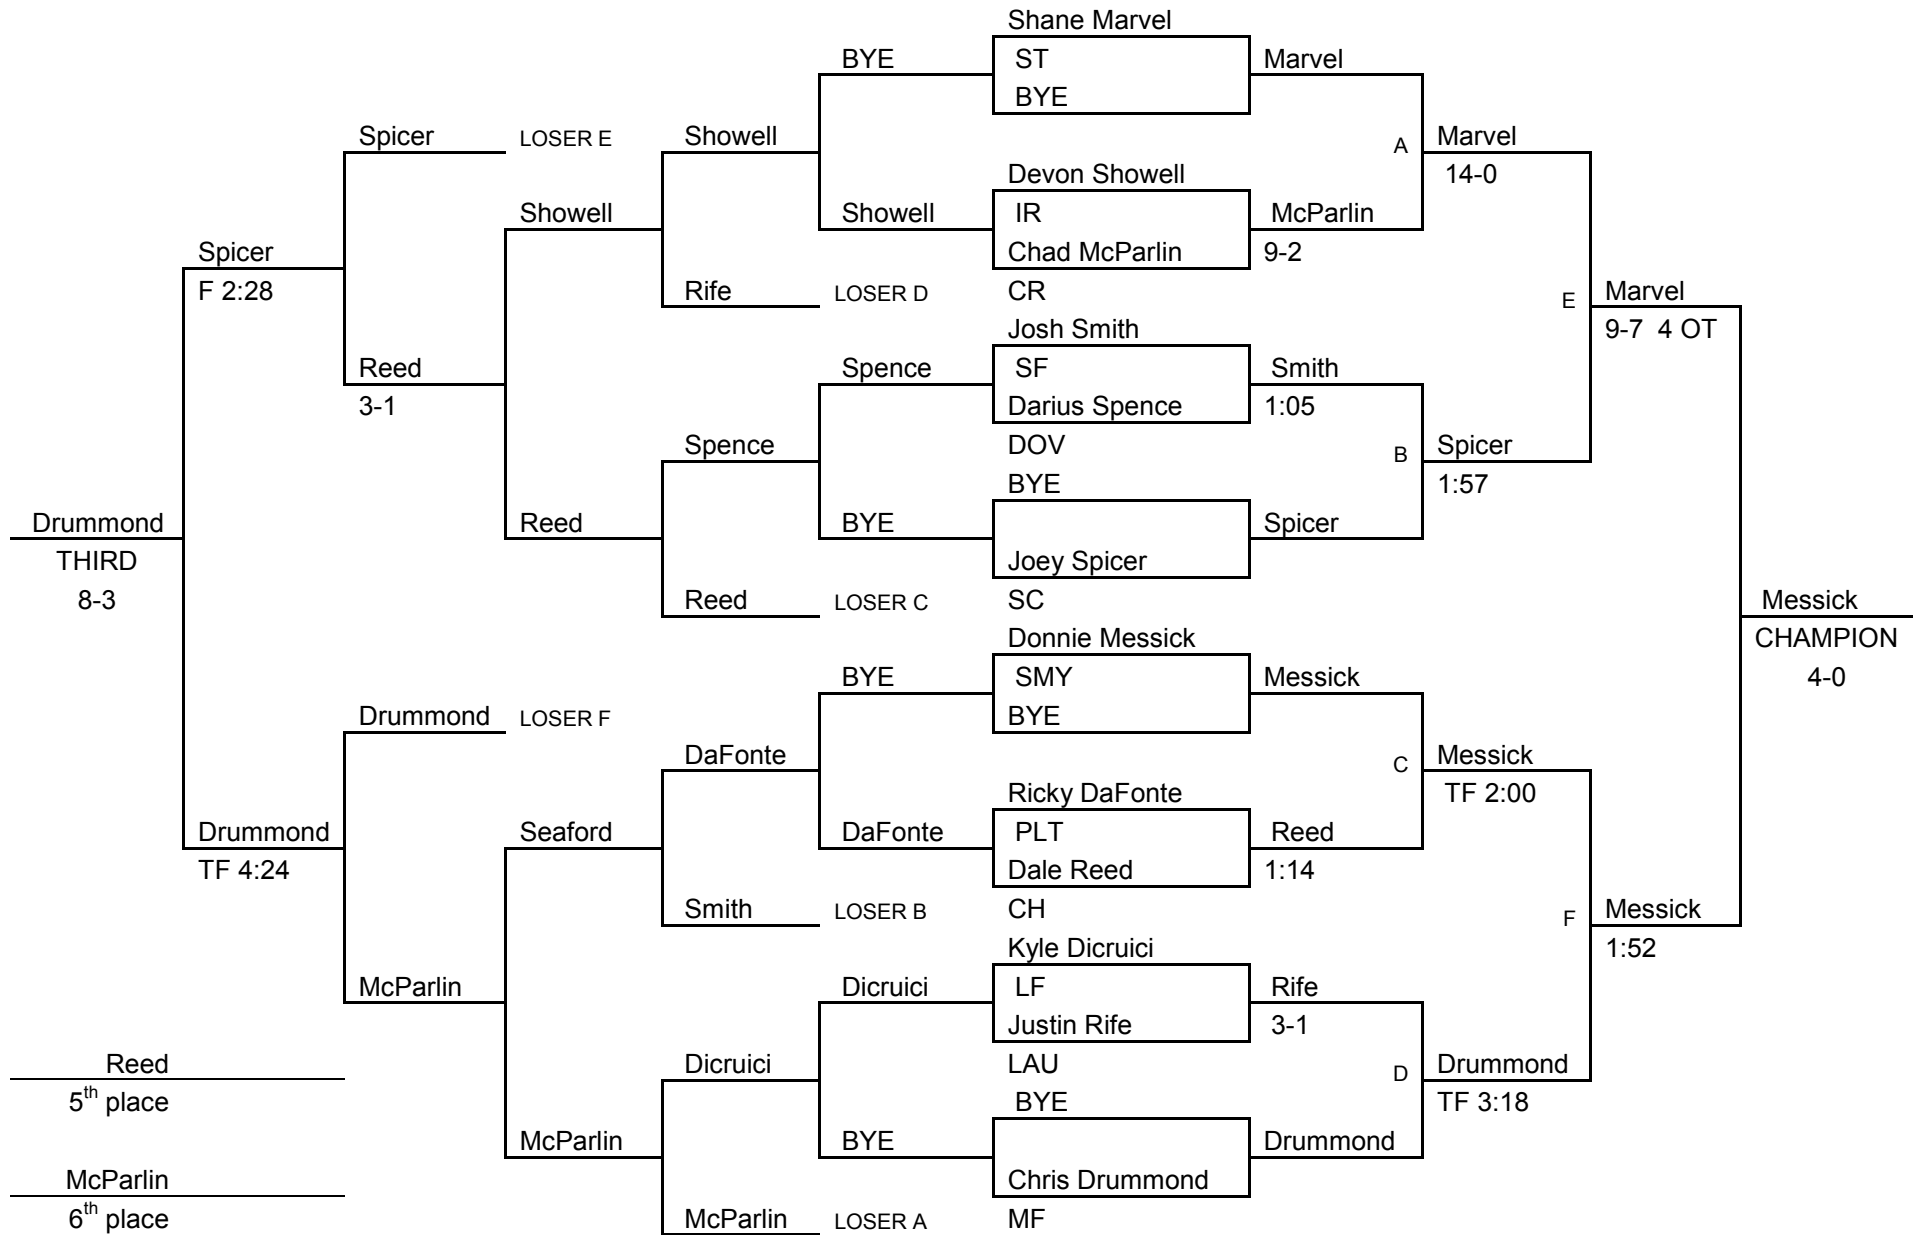 Shane Marvel
BYE ST Marvel
BYE
Spicer LOSER E Showell A Marvel
Devon Showell 14-0
Showell Showell IR McParlin
Spicer Chad McParlin 9-2
F 2:28 Rife LOSER D CR E Marvel
Josh Smith 9-7 4 OT
Reed Spence SF Smith
3-1 Darius Spence 1:05
Spence DOV B Spicer
BYE 1:57
Drummond Reed BYE Spicer
THIRD Joey Spicer
8-3 Reed LOSER C SC Messick
Donnie Messick CHAMPION
BYE SMY Messick 4-0
Drummond LOSER F BYE
DaFonte C Messick
Ricky DaFonte TF 2:00
Drummond Seaford DaFonte PLT Reed
TF 4:24 Dale Reed 1:14
Smith LOSER B CH F Messick
Kyle Dicruici 1:52
McParlin Dicruici LF Rife
Justin Rife 3-1
Reed Dicruici LAU D Drummond
5th place BYE TF 3:18
McParlin BYE Drummond
McParlin Chris Drummond
6th place McParlin LOSER A MF